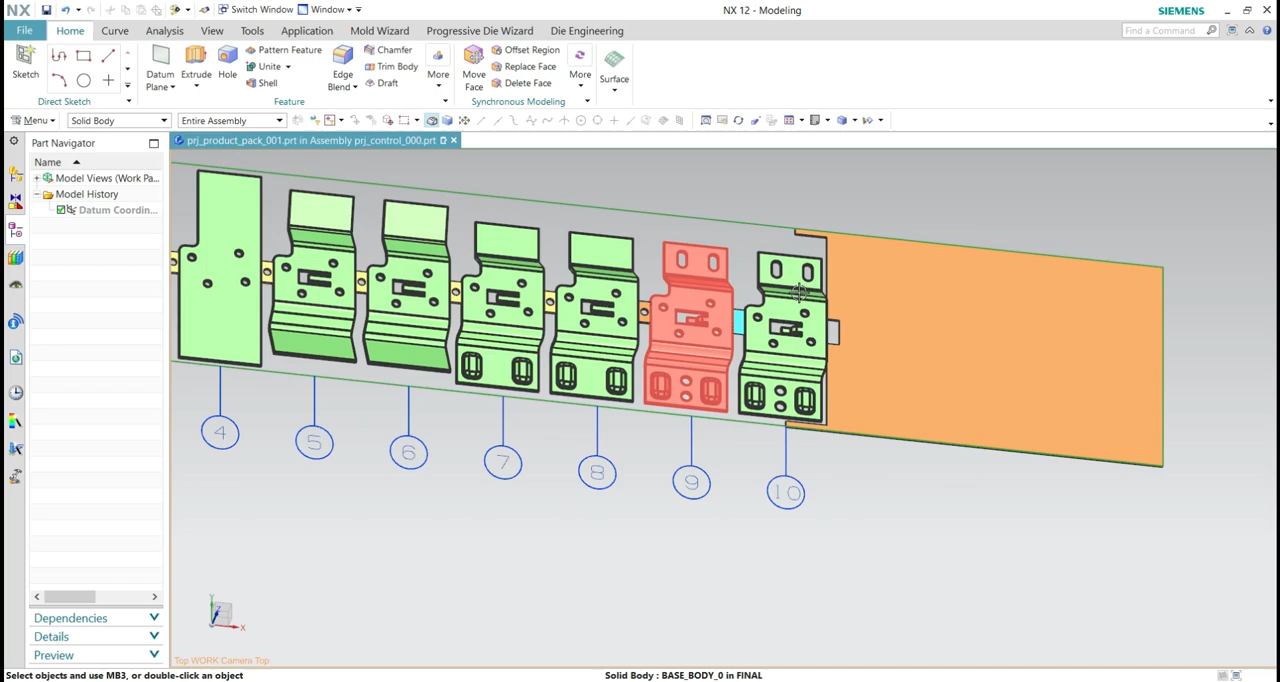 NX
Switch Window
Window
NX 12 - Modeling
SIEMENS
File
Home
Curve
Analysis
View
Tools
Application
Mold Wizard
Progressive Die Wizard
Die Engineering
Find a Command
Sketch
Direct Sketch
Datum
Plane
Extrude
Hole
Pattern Feature
Unite
Shell
Edge
Blend
Chamfer
Trim Body
Draft
More
Feature
Move
Face
Offset Region
Replace Face
Delete Face
More
Synchronous Modeling
Surface
Menu
Solid Body
Entire Assembly
Part Navigator
prj_product_pack_001.prt in Assembly prj_control_000.prt
Name
Model Views (Work Pa...
Model History
Datum Coordin...
4
5
6
7
8
9
10
Dependencies
Details
Preview
Y
Z
X
Top WORK Camera Top
Select objects and use MB3, or double-click an object
Solid Body : BASE_BODY_0 in FINAL